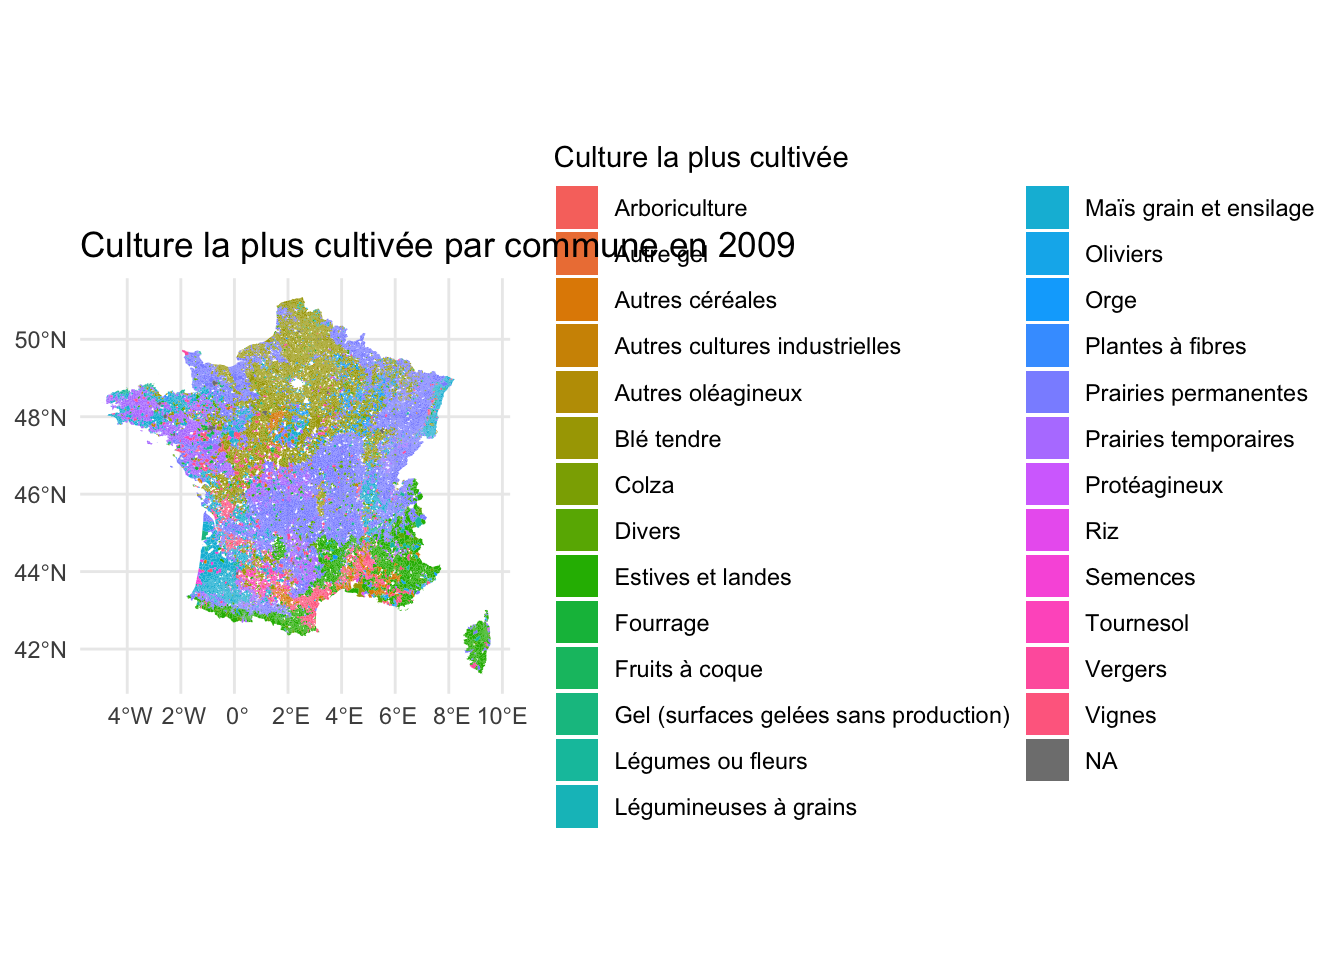 Culture la plus cultivée
Culture la plus cultivée par commune en 2009
50°N
48°N
46°N
44°N
42°N
4°W
2°W
0°
2°E
4°E
6°E
8°E
10°E
Arboriculture
Autre gel
Autres céréales
Autres cultures industrielles
Autres oléagineux
Blé tendre
Colza
Divers
Estives et landes
Fourrage
Fruits à coque
Gel (surfaces gelées sans production)
Légumes ou fleurs
Légumineuses à grains
Maïs grain et ensilage
Oliviers
Orge
Plantes à fibres
Prairies permanentes
Prairies temporaires
Protéagineux
Riz
Semences
Tournesol
Vergers
Vignes
NA